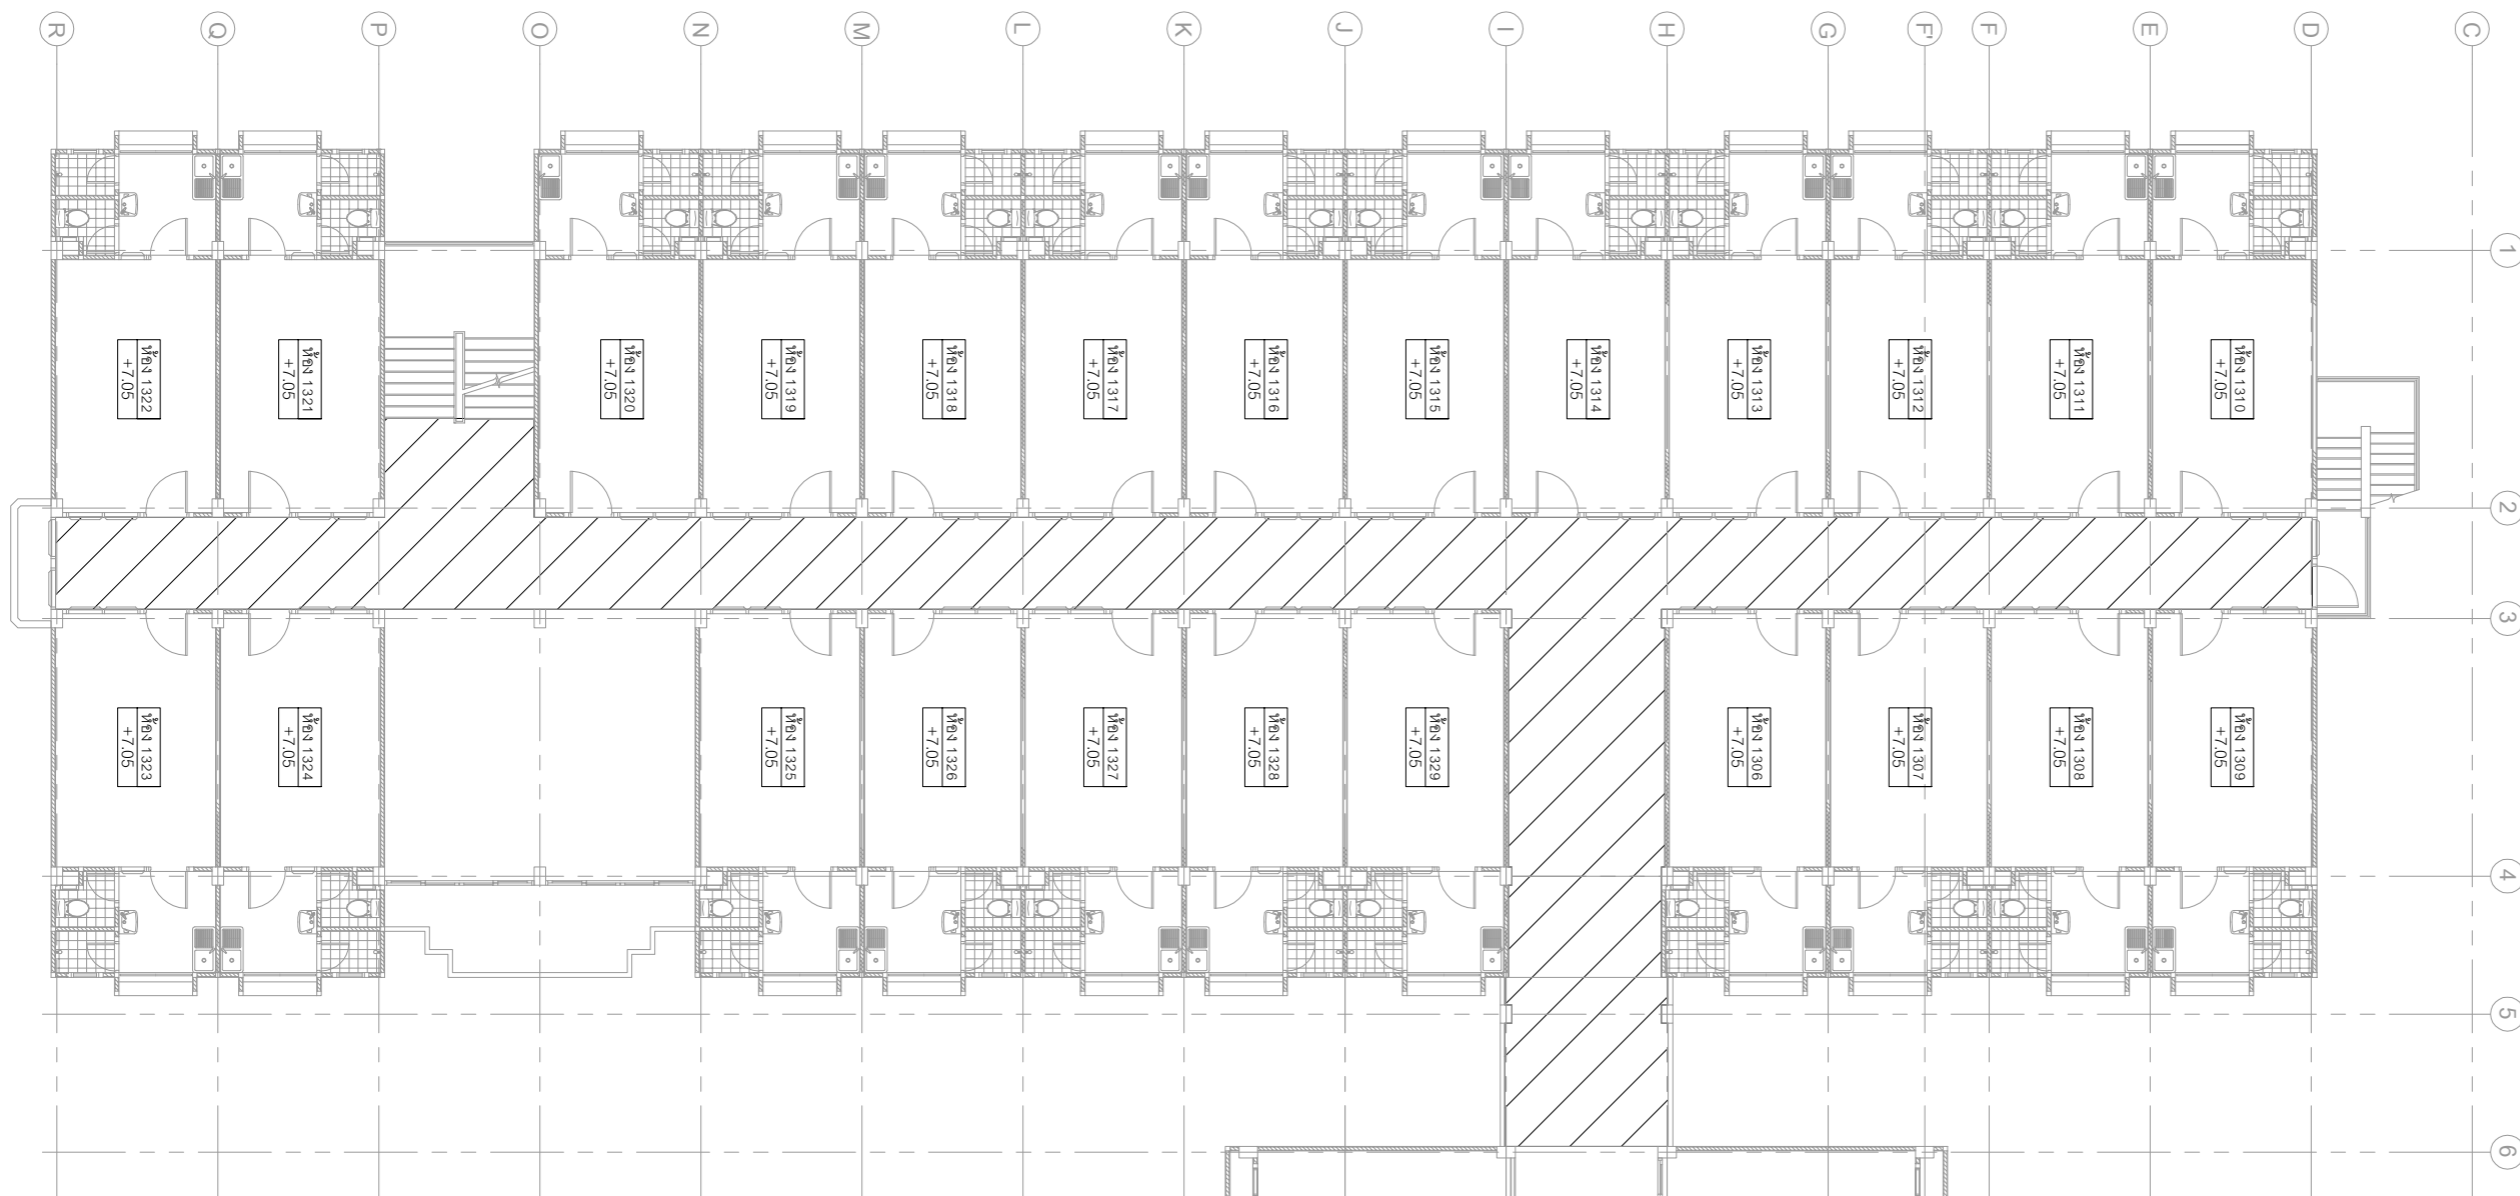 R
Q
P
O
N
M
L
K
J
I
H
G
F'
F
E
D
C
1
ห้อง 1322
+7.05
ห้อง 1321
+7.05
ห้อง 1320
+7.05
ห้อง 1319
+7.05
ห้อง 1318
+7.05
ห้อง 1317
+7.05
ห้อง 1316
+7.05
ห้อง 1315
+7.05
ห้อง 1314
+7.05
ห้อง 1313
+7.05
ห้อง 1312
+7.05
ห้อง 1311
+7.05
ห้อง 1310
+7.05
2
3
ห้อง 1323
+7.05
ห้อง 1324
+7.05
ห้อง 1325
+7.05
ห้อง 1326
+7.05
ห้อง 1327
+7.05
ห้อง 1328
+7.05
ห้อง 1329
+7.05
ห้อง 1306
+7.05
ห้อง 1307
+7.05
ห้อง 1308
+7.05
ห้อง 1309
+7.05
4
5
6